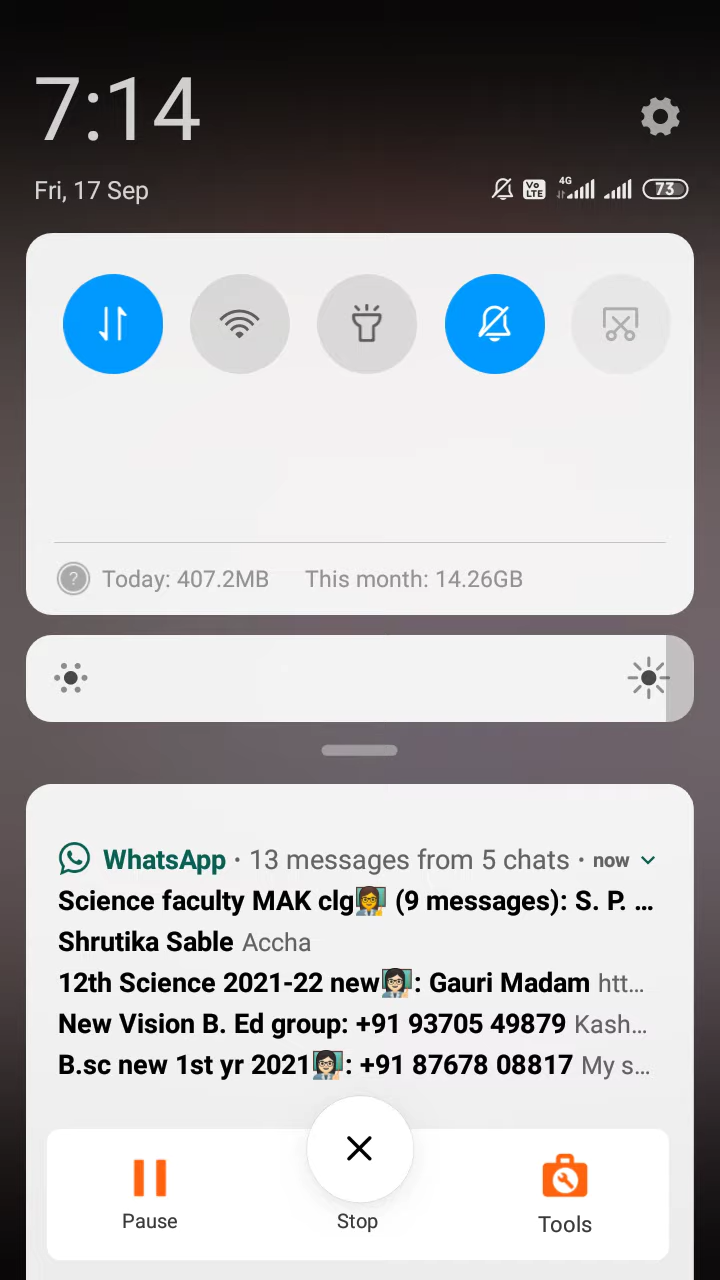 7:14
Fri, 17 Sep
Vo LTE 4G 73
Today: 407.2MB This month: 14.26GB
WhatsApp · 13 messages from 5 chats · now
Science faculty MAK clg👩‍🏫 (9 messages): S. P. ...
Shrutika Sable Accha
12th Science 2021-22 new👩🏻‍🏫: Gauri Madam htt...
New Vision B. Ed group: +91 93705 49879 Kash...
B.sc new 1st yr 2021👩🏻‍🏫: +91 87678 08817 My s...
Pause Stop Tools